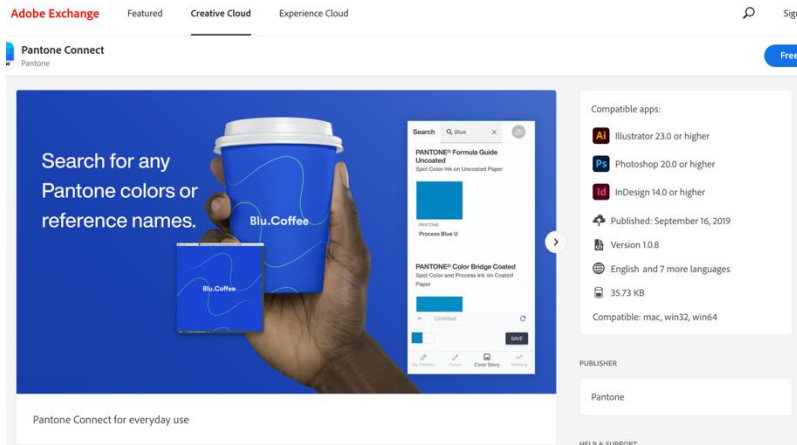 Adobe Exchange Featured Creative Cloud Experience Cloud
Pantone Connect
Pantone
Free
Search for any
Pantone colors or
reference names.
Blu.Coffee
Blu.Coffee
Search Blue
PANTONE® Formula Guide
Uncoated
Spot Color Ink on Uncoated Paper
PANTONE
Process Blue U
PANTONE® Color Bridge Coated
Spot Color and Process Ink on Coated
Paper
Untitled
SAVE
Color Story
Pantone Connect for everyday use
Compatible apps:
Ai Illustrator 23.0 or higher
Ps Photoshop 20.0 or higher
Id InDesign 14.0 or higher
Published: September 16, 2019
Version 1.0.8
English and 7 more languages
35.73 KB
Compatible: mac, win32, win64
PUBLISHER
Pantone
HELP & SUPPORT